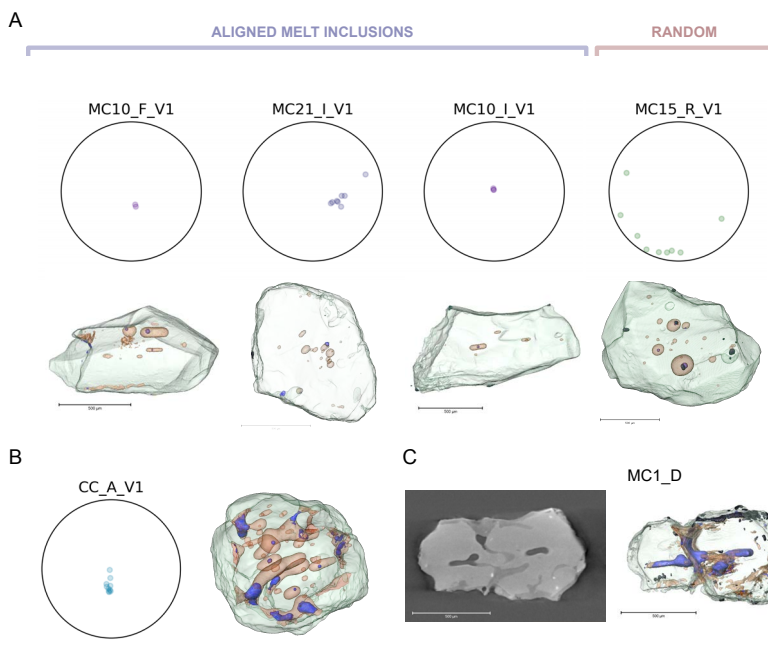 A
ALIGNED MELT INCLUSIONS
RANDOM
MC10_F_V1
MC21_I_V1
MC10_I_V1
MC15_R_V1
500 µm
500 µm
B
C
CC_A_V1
MC1_D
500 µm
500 µm